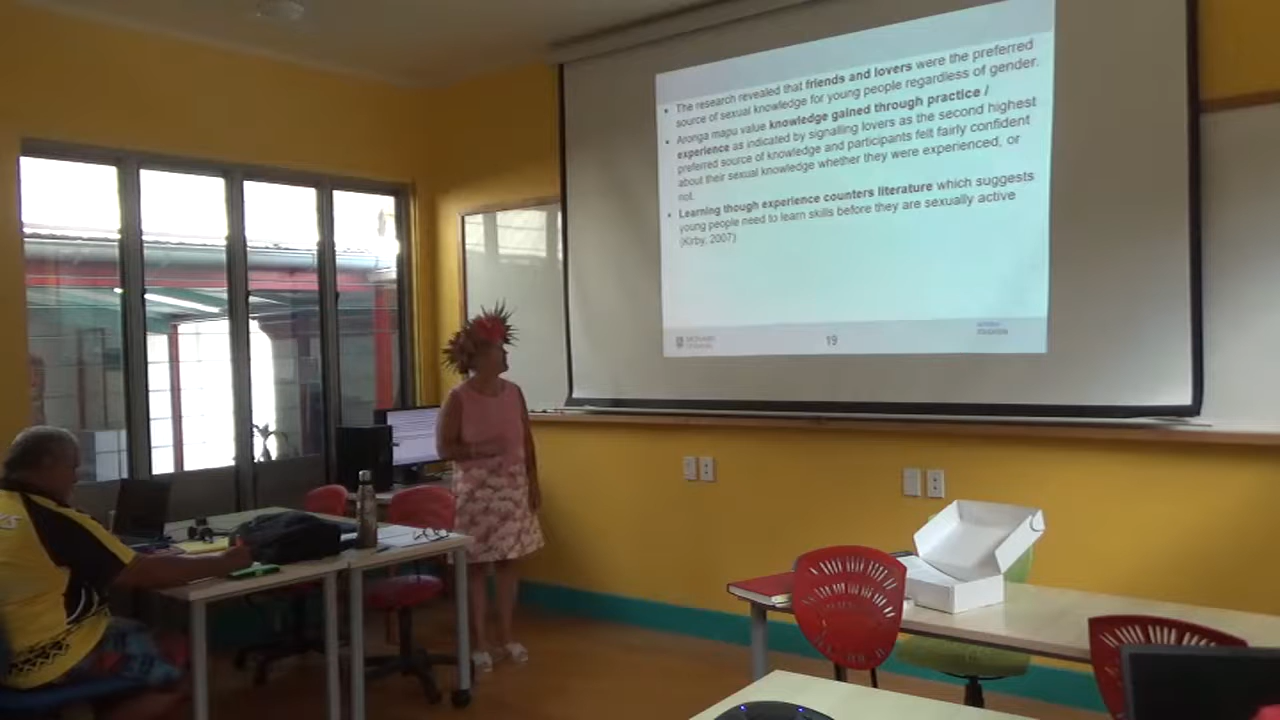 • The research revealed that friends and lovers were the preferred
source of sexual knowledge for young people regardless of gender.
• Aronga mapu value knowledge gained through practice /
experience as indicated by signalling lovers as the second highest
preferred source of knowledge and participants felt fairly confident
about their sexual knowledge whether they were experienced, or
not.
• Learning though experience counters literature which suggests
young people need to learn skills before they are sexually active
(Kirby, 2007)
19